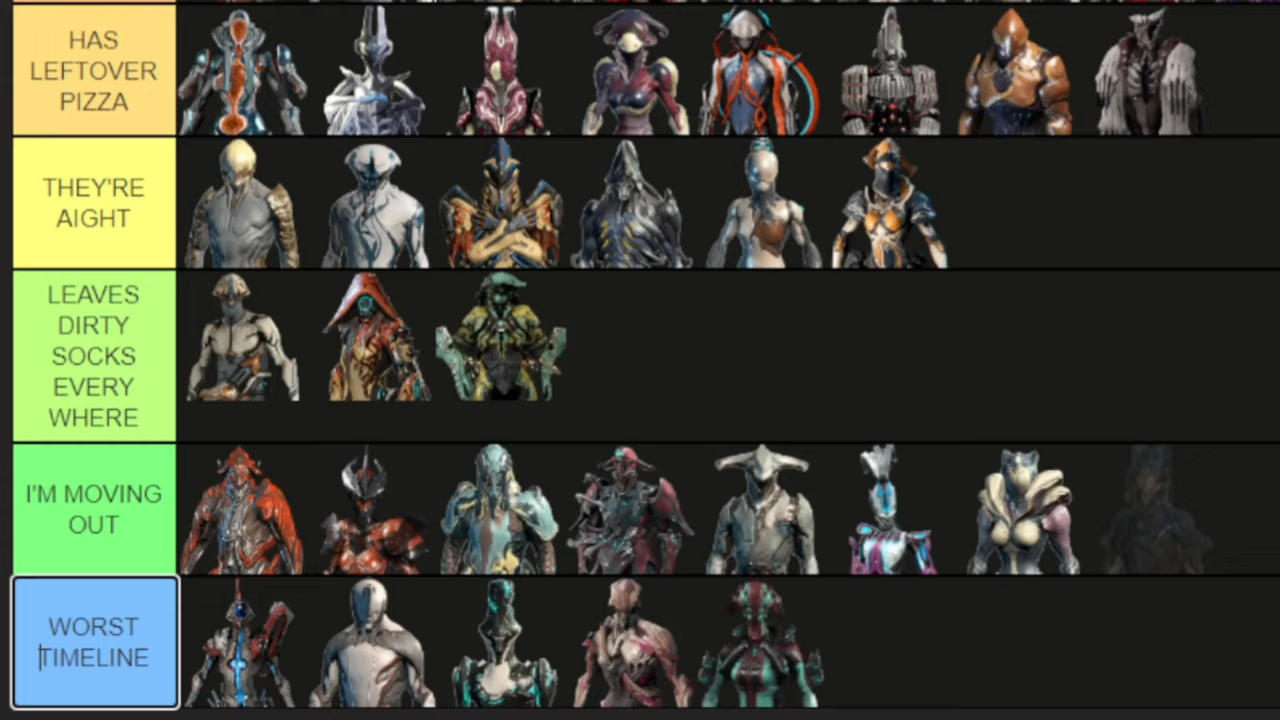 HAS
LEFTOVER
PIZZA
THEY'RE
AIGHT
LEAVES
DIRTY
SOCKS
EVERY
WHERE
I'M MOVING
OUT
WORST
TIMELINE